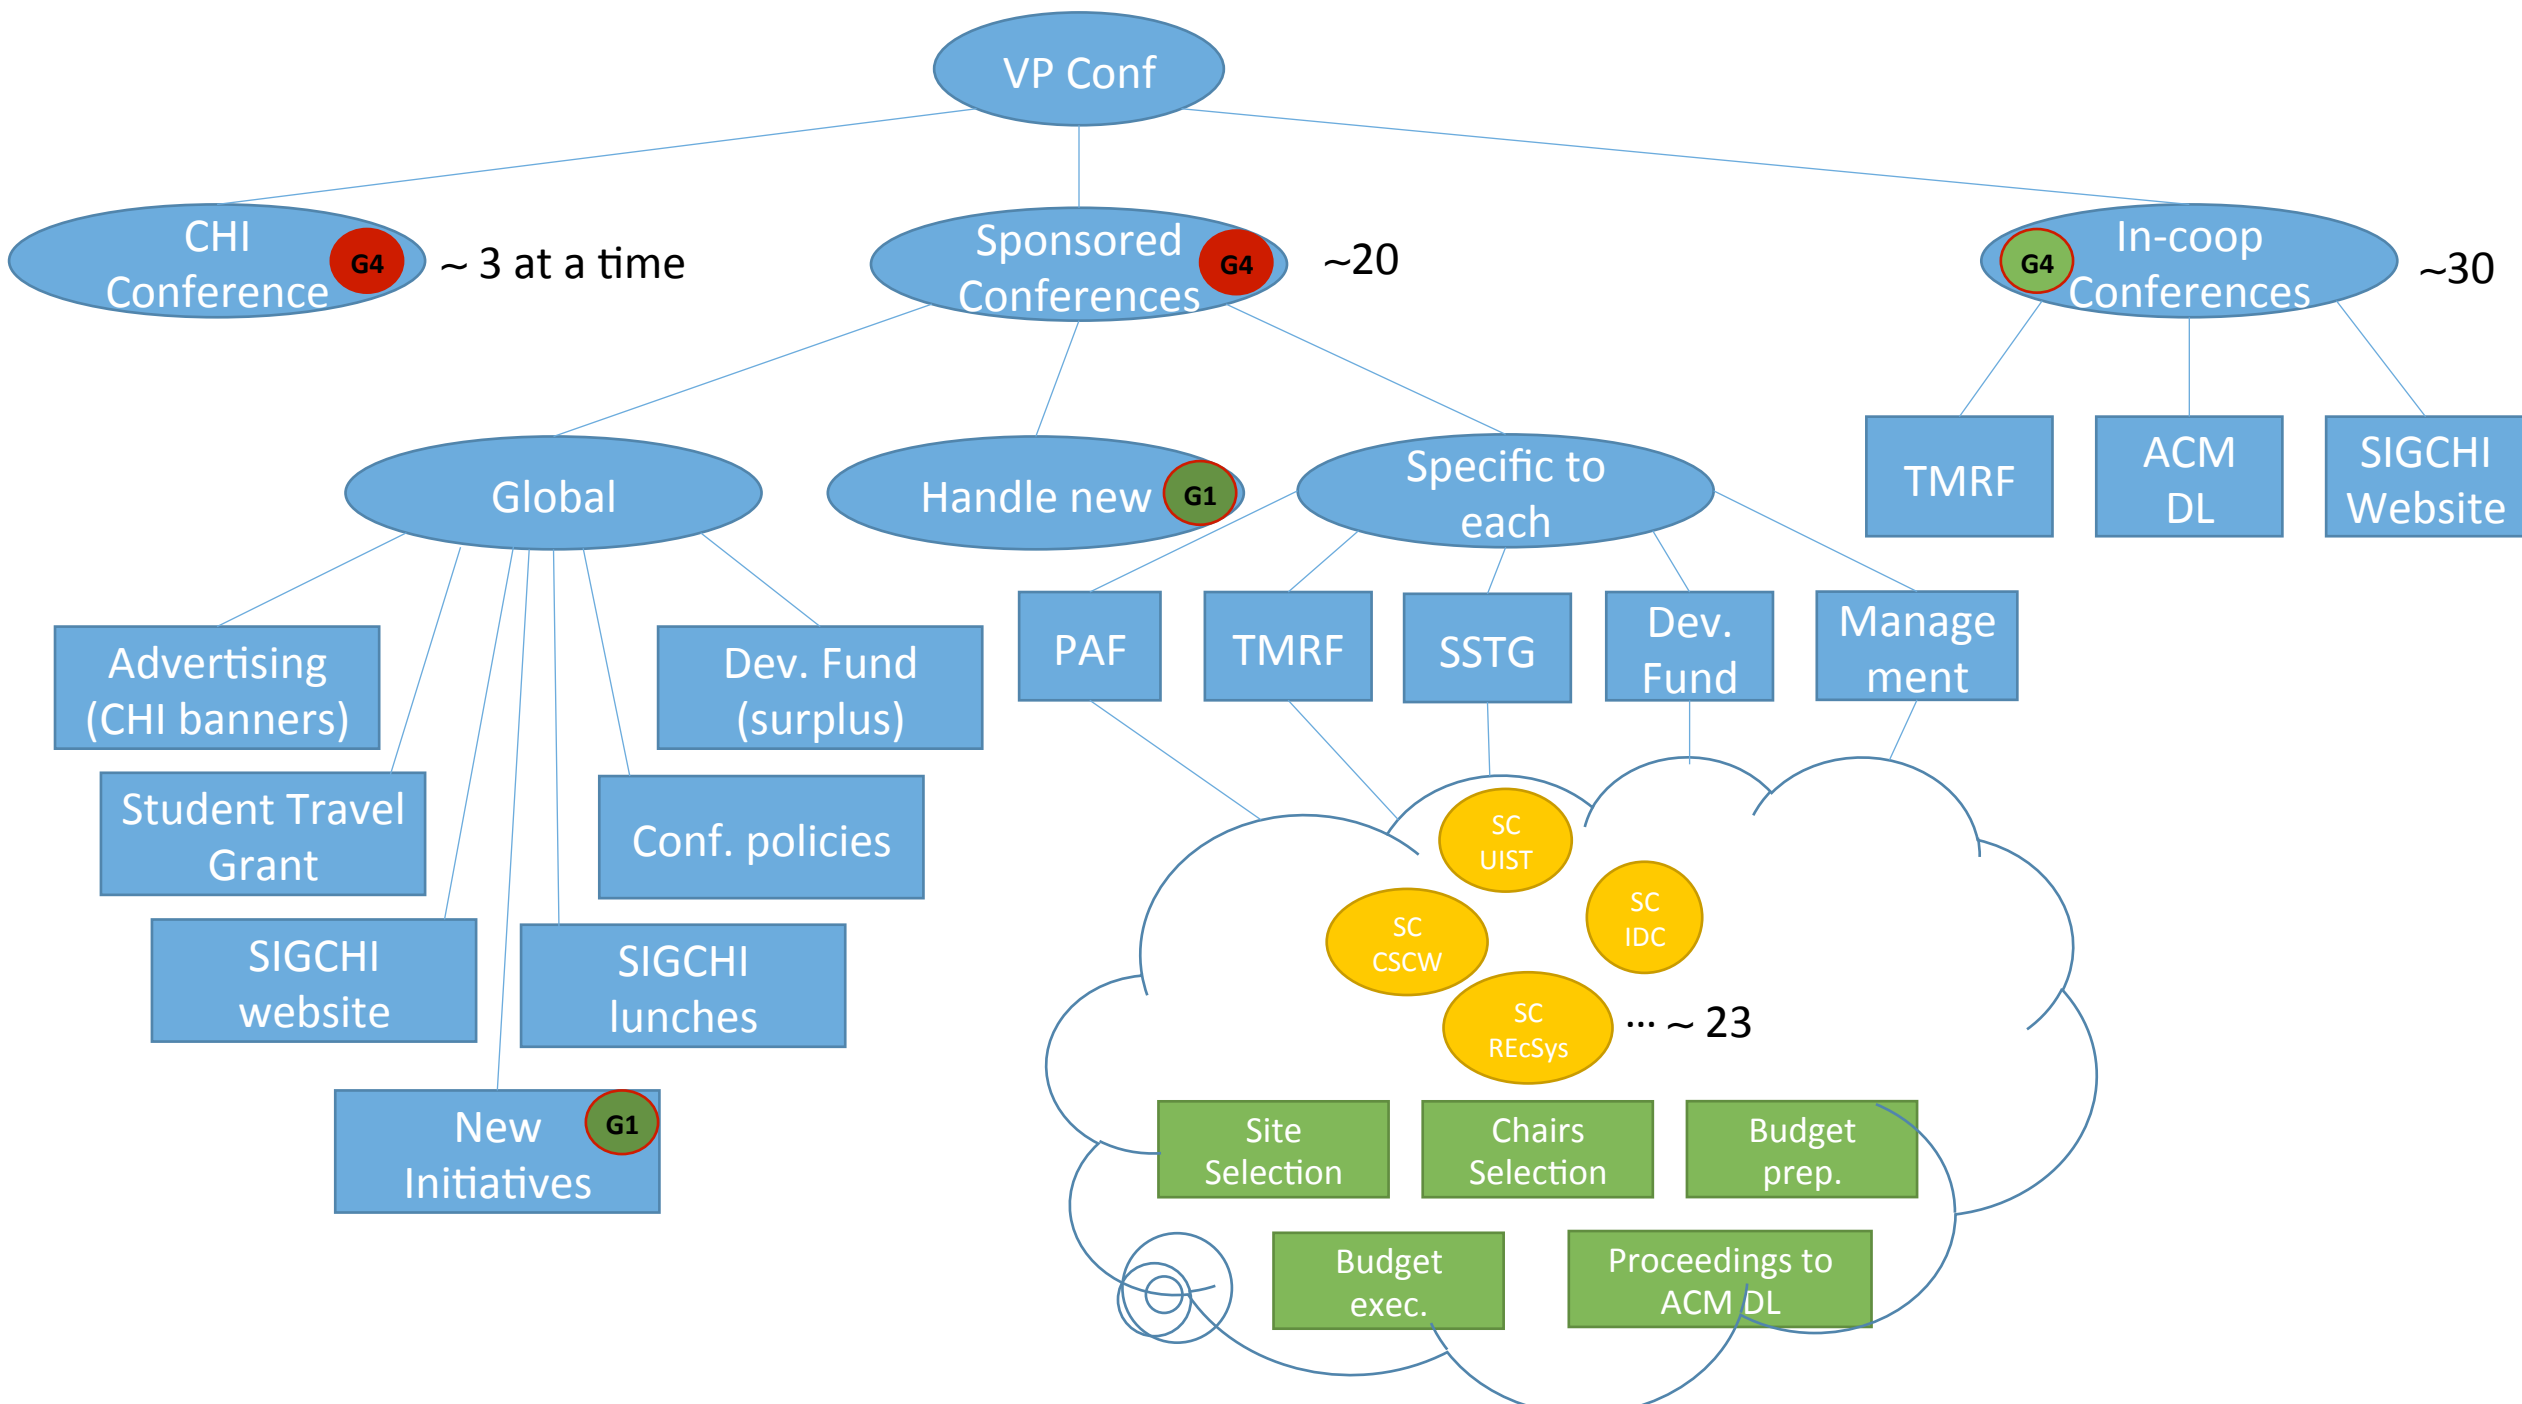 VP Conf
CHI
Conference
G4
~ 3 at a time
Sponsored
Conferences
G4
~20
G4
In-coop
Conferences
~30
Global
Handle new
G1
Specific to
each
TMRF
ACM
DL
SIGCHI
Website
Advertising
(CHI banners)
Dev. Fund
(surplus)
PAF
TMRF
SSTG
Dev.
Fund
Manage
ment
Student Travel
Grant
Conf. policies
SIGCHI
website
SIGCHI
lunches
New
Initiatives
G1
SC
UIST
SC
IDC
SC
CSCW
SC
REcSys
... ~ 23
Site
Selection
Chairs
Selection
Budget
prep.
Budget
exec.
Proceedings to
ACM DL